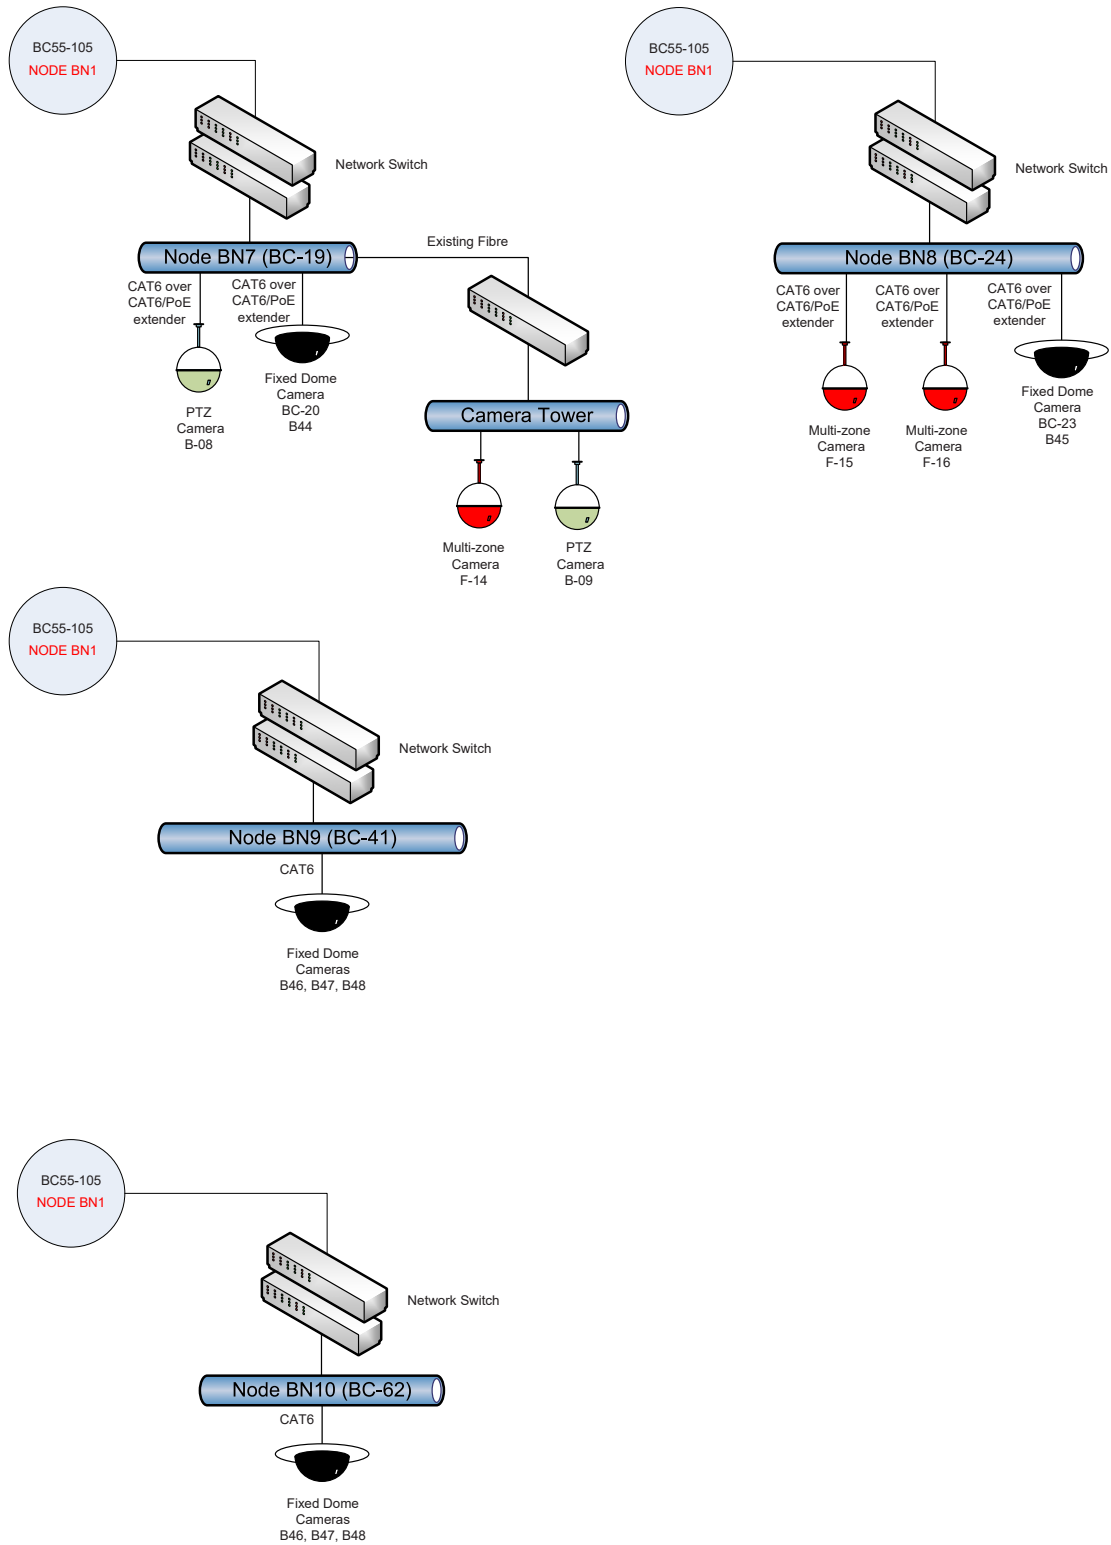 BC55-105
NODE BN1
Network Switch
Node BN7 (BC-19)
Existing Fibre
CAT6 over
CAT6/PoE
extender
CAT6 over
CAT6/PoE
extender
PTZ
Camera
B-08
Fixed Dome
Camera
BC-20
B44
Camera Tower
Multi-zone
Camera
F-14
PTZ
Camera
B-09
BC55-105
NODE BN1
Network Switch
Node BN8 (BC-24)
CAT6 over
CAT6/PoE
extender
CAT6 over
CAT6/PoE
extender
CAT6 over
CAT6/PoE
extender
Multi-zone
Camera
F-15
Multi-zone
Camera
F-16
Fixed Dome
Camera
BC-23
B45
BC55-105
NODE BN1
Network Switch
Node BN9 (BC-41)
CAT6
Fixed Dome
Cameras
B46, B47, B48
BC55-105
NODE BN1
Network Switch
Node BN10 (BC-62)
CAT6
Fixed Dome
Cameras
B46, B47, B48